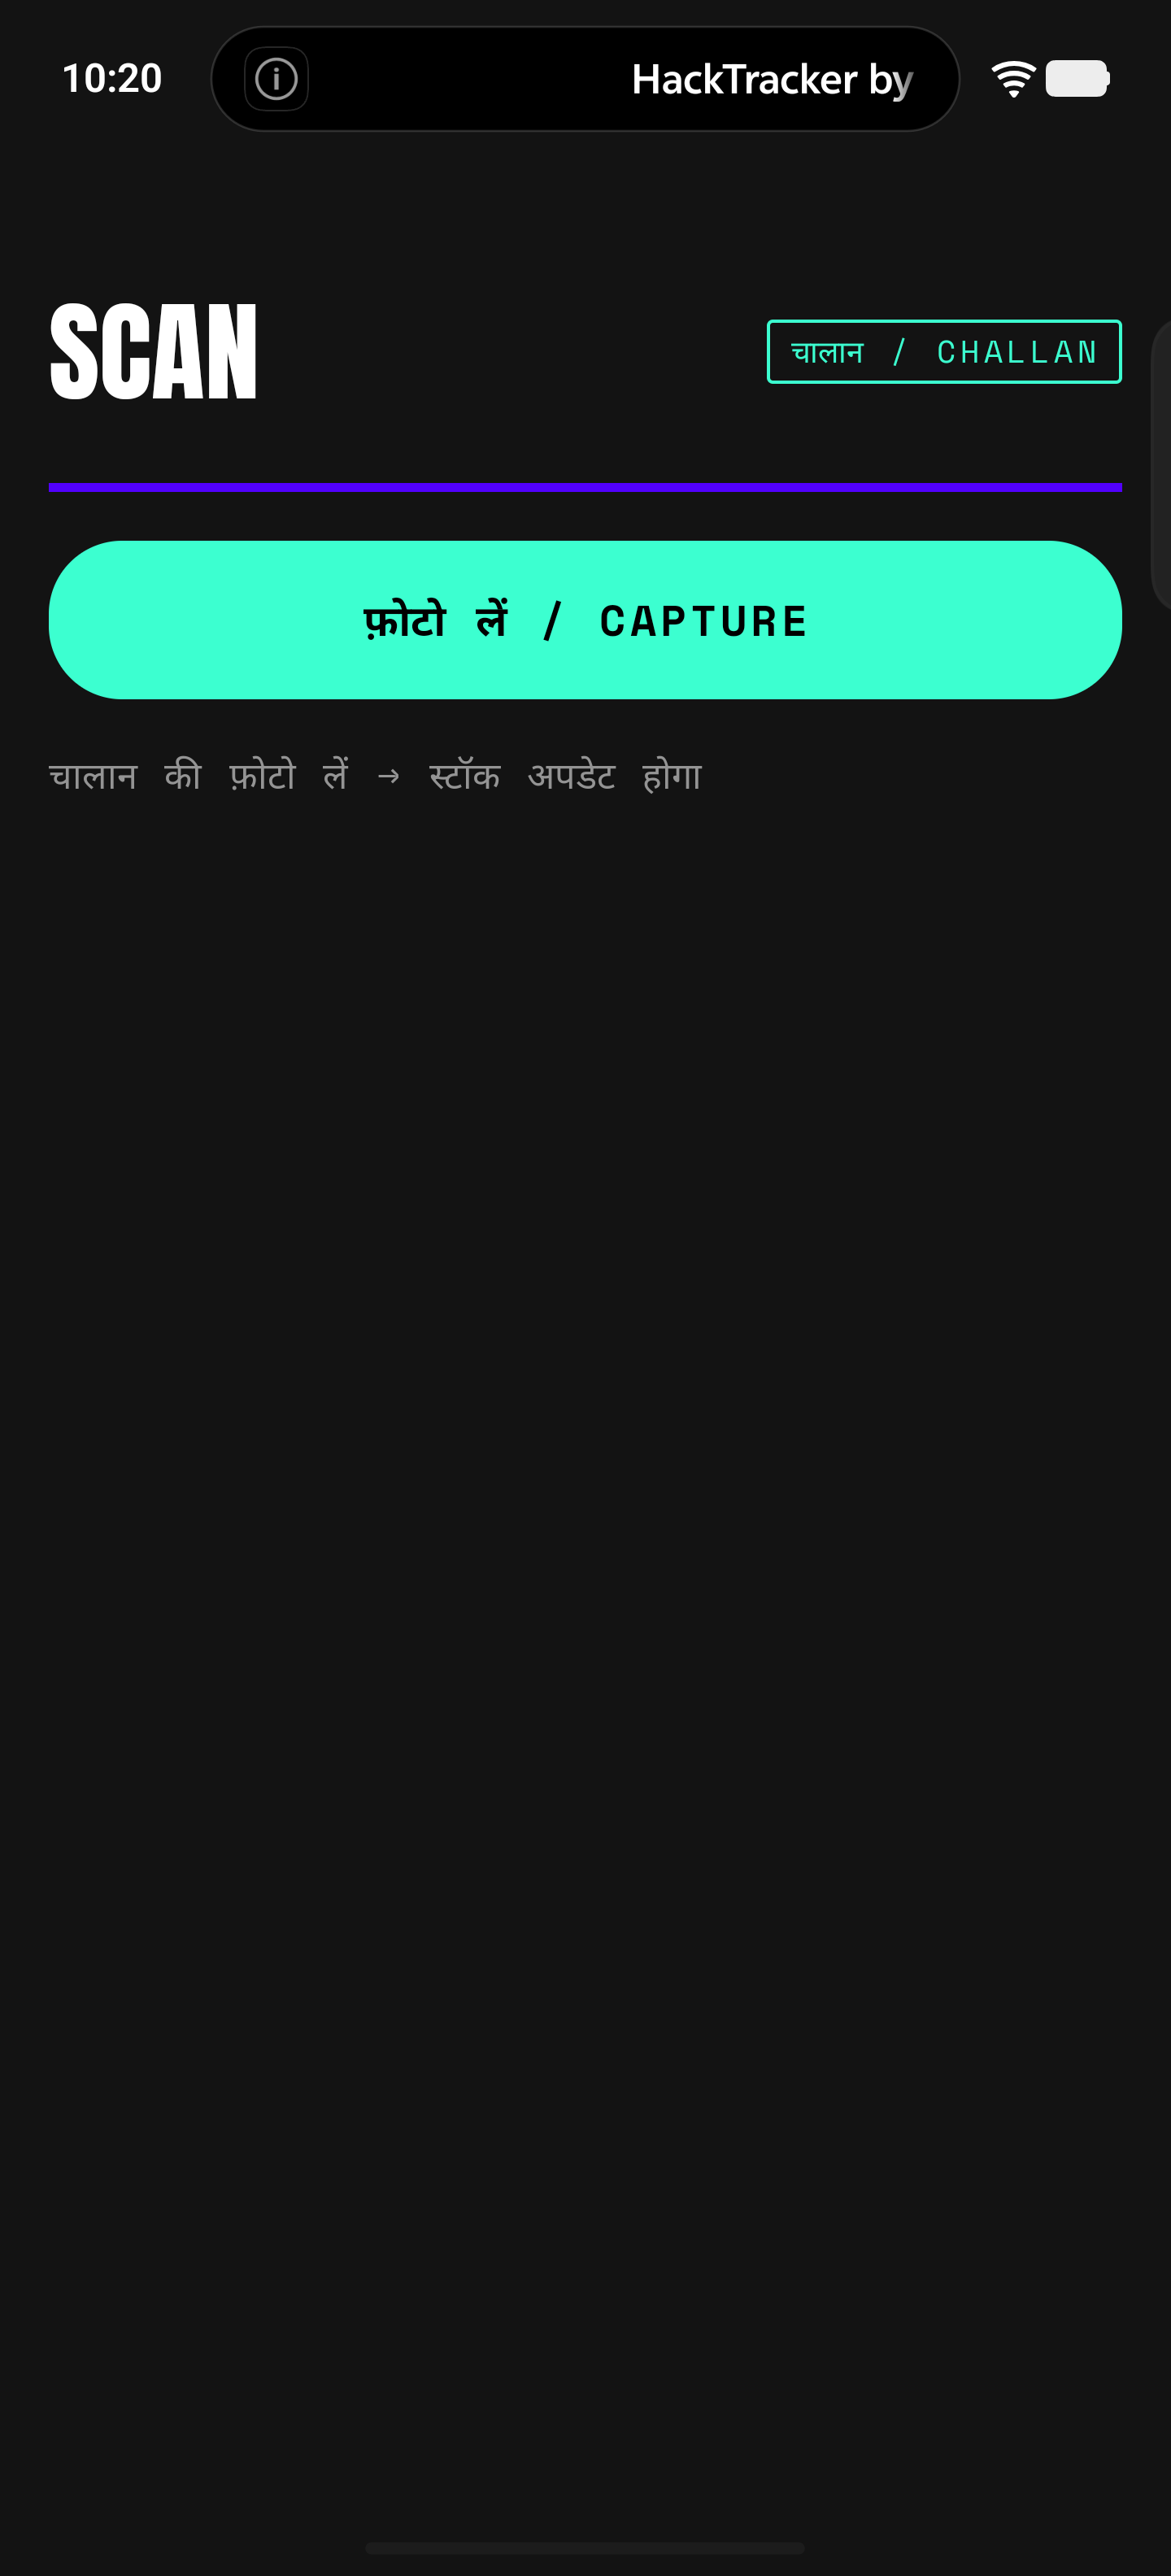 10:20
HackTracker by
SCAN
चालान / CHALLAN
फ़ोटो लें / CAPTURE
चालान की फ़ोटो लें → स्टॉक अपडेट होगा